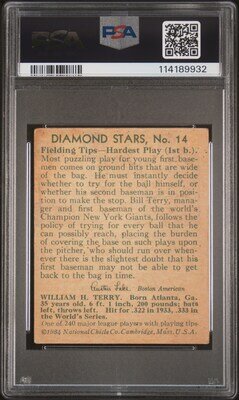 PSA
114189932
DIAMOND STARS, No. 14
Fielding Tips—Hardest Play (1st b.)
Most puzzling play for young first base-
men comes on ground bits that are wide
of the bag. He must instantly decide
whether to try for the ball himself, or
whether his second baseman is in position
to make the stop. Bill Terry, man-
ager and first baseman of the world's
Champion New York Giants, follows the
policy of trying for every ball that he
can possibly reach, placing the burden
of covering the base on such plays upon
the pitcher, who should run over when-
ever there is the slightest doubt that his
first baseman may not be able to get
back to the bag in time.
Austen Lake Boston American
WILLIAM H. TERRY. Born Atlanta, Ga.
35 years old. 6 ft. 1 inch, 200 pounds; bats
left, throws left. Hit for .322 in 1933, .333 in
the World's Series.
One of 240 major league players with playing tips
©1934 National Chicle Co. Cambridge, Mass., U.S.A.